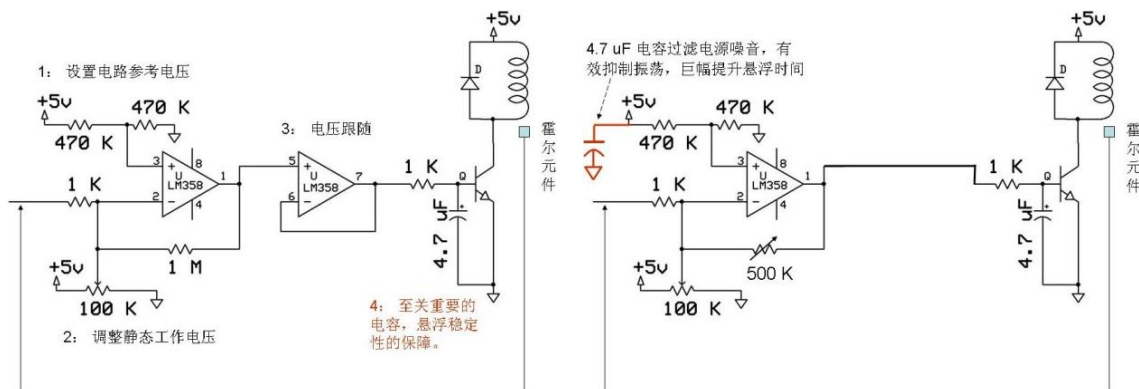 +5v
D
1: 设置电路参考电压
+5v
470 K
470 K
3: 电压跟随
霍尔元件
3
+
8
U
LM358
1
2
-
4
5
+
U
LM358
7
6
-
1 K
1 K
Q
+
4.7 uF
1 M
+5v
100 K
2: 调整静态工作电压
4: 至关重要的
电容，悬浮稳定
性的保障。
4.7 uF 电容过滤电源噪音，有
效抑制振荡，巨幅提升悬浮时间
+5v
D
+5v
470 K
470 K
霍尔元件
3
+
8
U
LM358
1
2
-
4
1 K
1 K
Q
+
4.7 uF
500 K
+5v
100 K